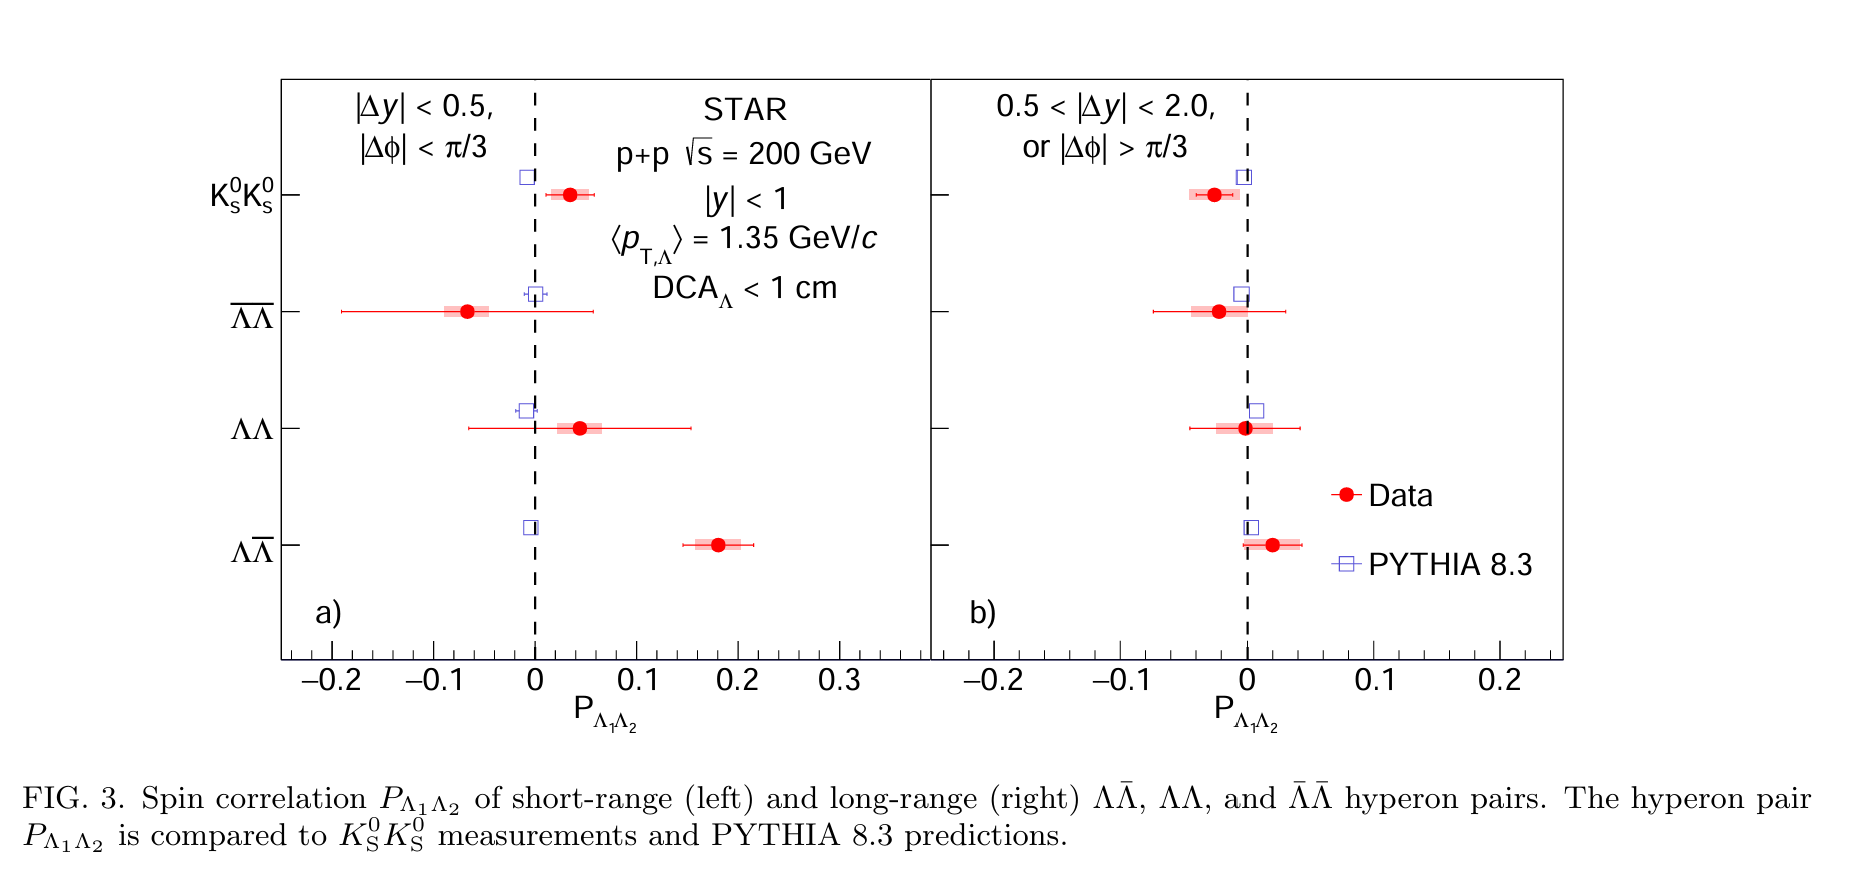 |Δy| < 0.5,
|Δϕ| < π/3
STAR
p+p √s = 200 GeV
|y| < 1
⟨p_T,Λ⟩ = 1.35 GeV/c
DCA_Λ < 1 cm
0.5 < |Δy| < 2.0,
or |Δϕ| > π/3
K⁰_S K⁰_S
Λ̅Λ̅
ΛΛ
ΛΛ̅
Data
PYTHIA 8.3
a)
b)
−0.2 −0.1 0 0.1 0.2 0.3
−0.2 −0.1 0 0.1 0.2
P_Λ₁Λ₂
P_Λ₁Λ₂
FIG. 3. Spin correlation P_Λ₁Λ₂ of short-range (left) and long-range (right) ΛΛ̄, ΛΛ, and Λ̄Λ̄ hyperon pairs. The hyperon pair
P_Λ₁Λ₂ is compared to K⁰_S K⁰_S measurements and PYTHIA 8.3 predictions.